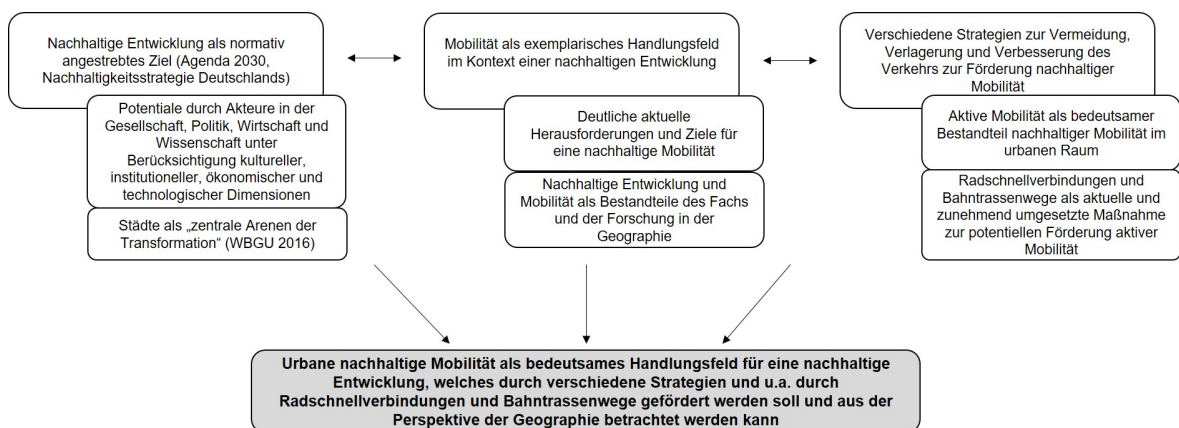 Nachhaltige Entwicklung als normativ
angestrebtes Ziel (Agenda 2030,
Nachhaltigkeitsstrategie Deutschlands)
Potentiale durch Akteure in der
Gesellschaft, Politik, Wirtschaft und
Wissenschaft unter
Berücksichtigung kultureller,
institutioneller, ökonomischer und
technologischer Dimensionen
Städte als „zentrale Arenen der
Transformation“ (WBGU 2016)
Mobilität als exemplarisches Handlungsfeld
im Kontext einer nachhaltigen Entwicklung
Deutliche aktuelle
Herausforderungen und Ziele für
eine nachhaltige Mobilität
Nachhaltige Entwicklung und
Mobilität als Bestandteile des Fachs
und der Forschung in der
Geographie
Verschiedene Strategien zur Vermeidung,
Verlagerung und Verbesserung des
Verkehrs zur Förderung nachhaltiger
Mobilität
Aktive Mobilität als bedeutsamer
Bestandteil nachhaltiger Mobilität im
urbanen Raum
Radschnellverbindungen und
Bahntrassenwege als aktuelle und
zunehmend umgesetzte Maßnahme
zur potentiellen Förderung aktiver
Mobilität
Urbane nachhaltige Mobilität als bedeutsames Handlungsfeld für eine nachhaltige
Entwicklung, welches durch verschiedene Strategien und u.a. durch
Radschnellverbindungen und Bahntrassenwege gefördert werden soll und aus der
Perspektive der Geographie betrachtet werden kann